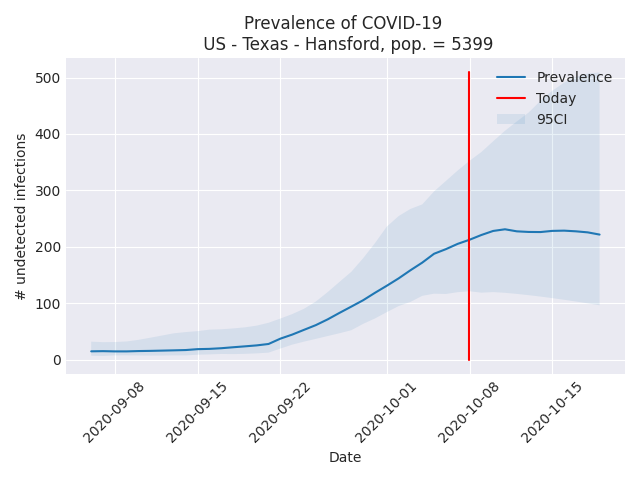 Prevalence of COVID-19
US - Texas - Hansford, pop. = 5399
Prevalence
Today
95CI
# undetected infections
500
400
300
200
100
0
2020-09-08
2020-09-15
2020-09-22
2020-10-01
2020-10-08
2020-10-15
Date